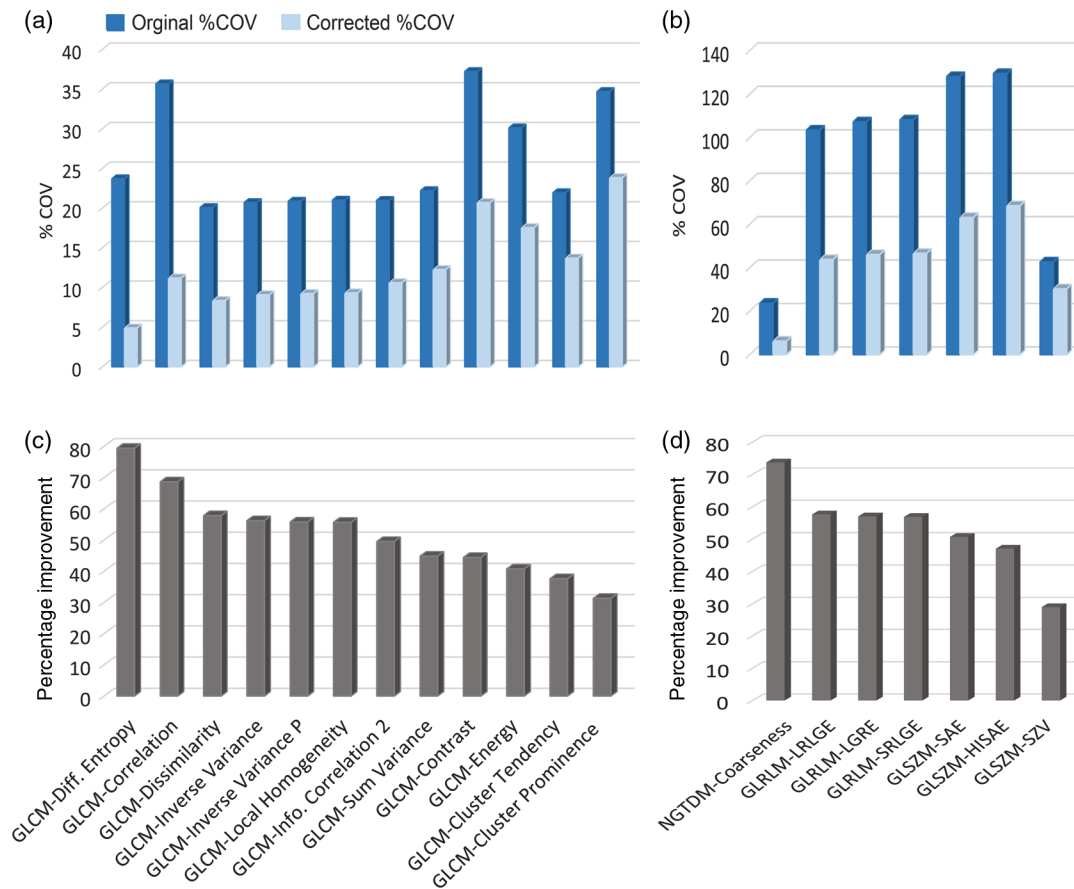 (a)
Orginal %COV
Corrected %COV
40
35
30
25
20
15
10
5
0
% COV
(b)
140
120
100
80
60
40
20
0
% COV
(c)
80
70
60
50
40
30
20
10
0
Percentage improvement
GLCM-Diff. Entropy
GLCM-Correlation
GLCM-Dissimilarity
GLCM-Inverse Variance
GLCM-Inverse Variance P
GLCM-Local Homogeneity
GLCM-Info. Correlation 2
GLCM-Sum Variance
GLCM-Contrast
GLCM-Energy
GLCM-Cluster Tendency
GLCM-Cluster Prominence
(d)
80
70
60
50
40
30
20
10
0
Percentage improvement
NGTDM-Coarseness
GLRLM-LRLGE
GLRLM-LGRE
GLRLM-SRLGE
GLSZM-SAE
GLSZM-HISAE
GLSZM-SZV